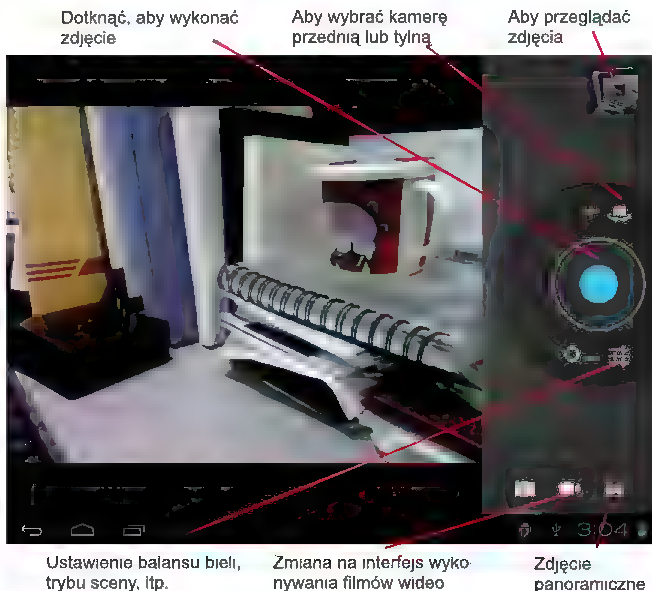 Dotknąć, aby wykonać
zdjęcie
Aby wybrać kamerę
przednią lub tylną
Aby przeglądać
zdjęcia
3:04
Ustawienie balansu bieli,
trybu sceny, itp.
Zmiana na interfejs wyko-
nywania filmów wideo
Zdjęcie
panoramiczne